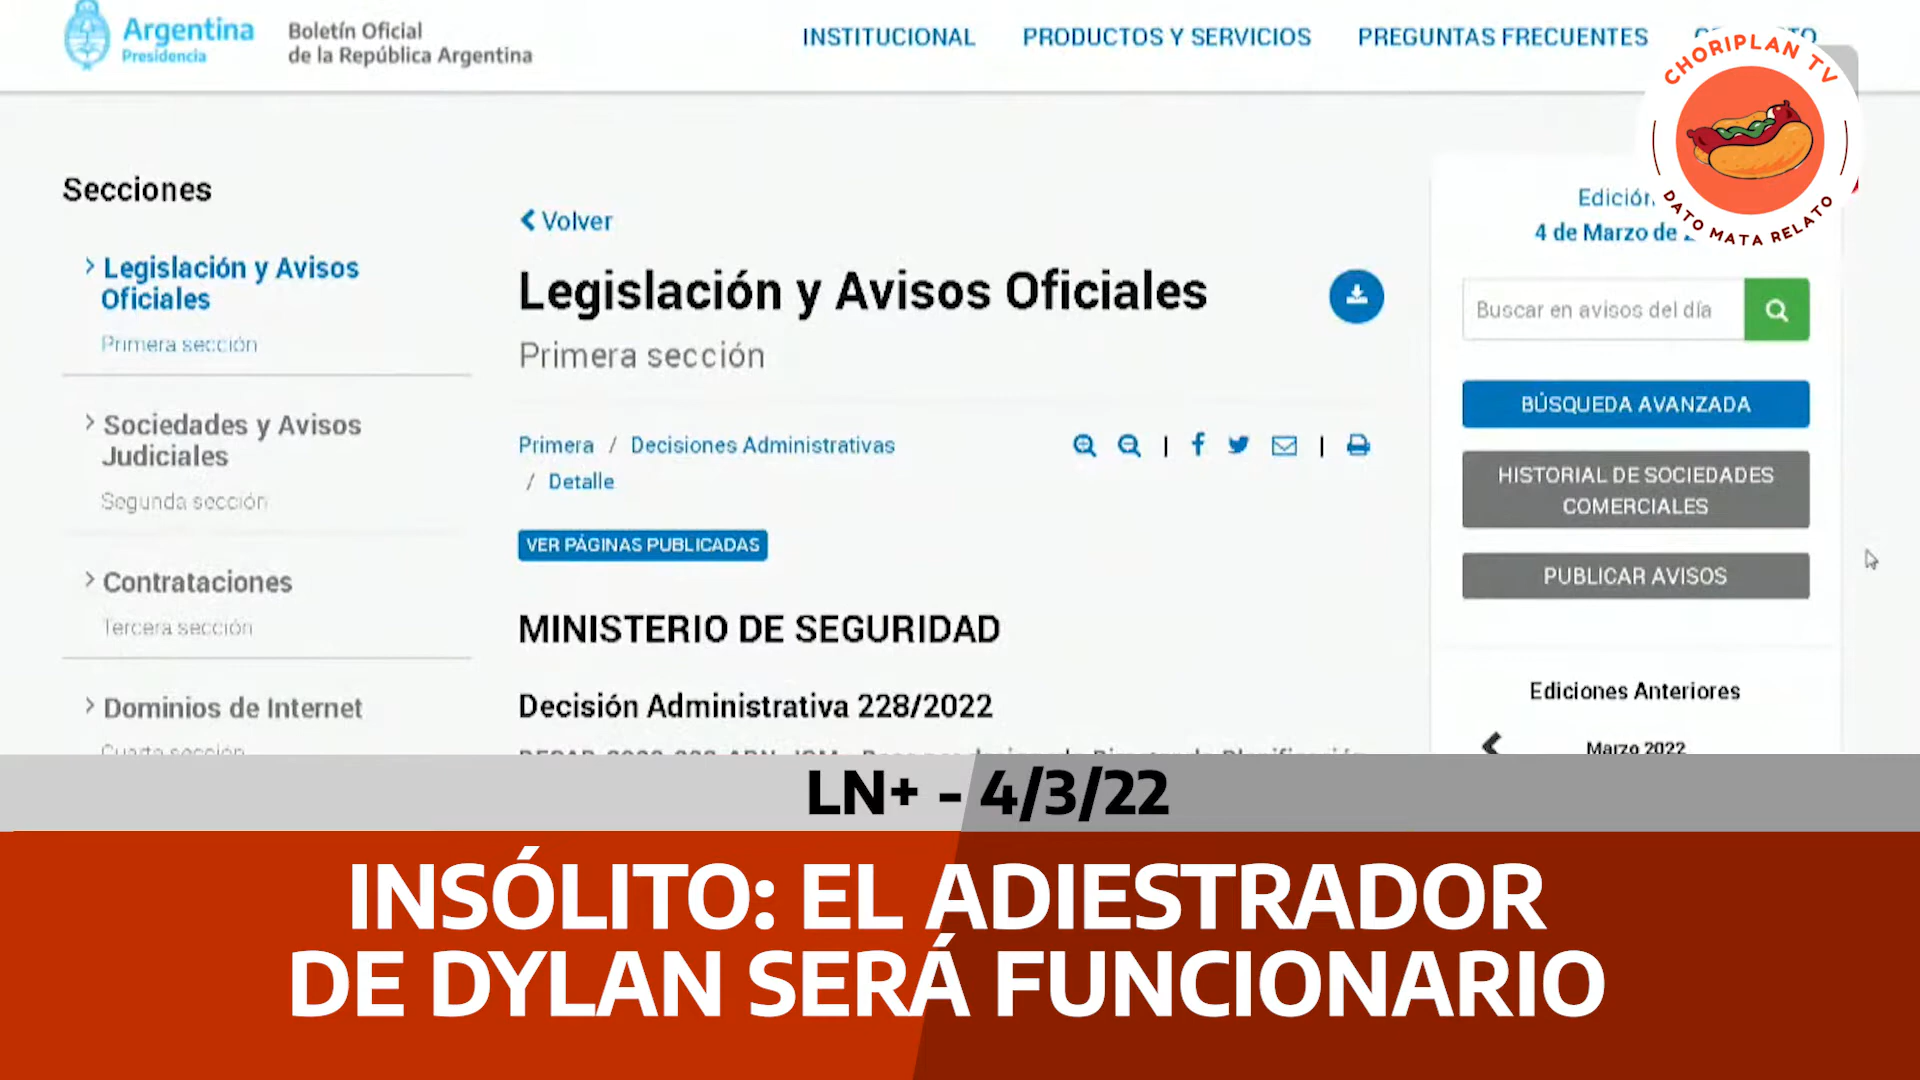 Argentina
Presidencia
Boletín Oficial
de la República Argentina
INSTITUCIONAL
PRODUCTOS Y SERVICIOS
PREGUNTAS FRECUENTES
CHORIPLAN TV
DATO MATA RELATO
Secciones
Legislación y Avisos
Oficiales
Primera sección
Sociedades y Avisos
Judiciales
Segunda sección
Contrataciones
Tercera sección
Dominios de Internet
Cuarta sección
Volver
Legislación y Avisos Oficiales
Primera sección
Primera / Decisiones Administrativas
/ Detalle
VER PÁGINAS PUBLICADAS
MINISTERIO DE SEGURIDAD
Decisión Administrativa 228/2022
4 de Marzo de
Buscar en avisos del día
BÚSQUEDA AVANZADA
HISTORIAL DE SOCIEDADES
COMERCIALES
PUBLICAR AVISOS
Ediciones Anteriores
Marzo 2022
LN+ - 4/3/22
INSÓLITO: EL ADIESTRADOR
DE DYLAN SERÁ FUNCIONARIO